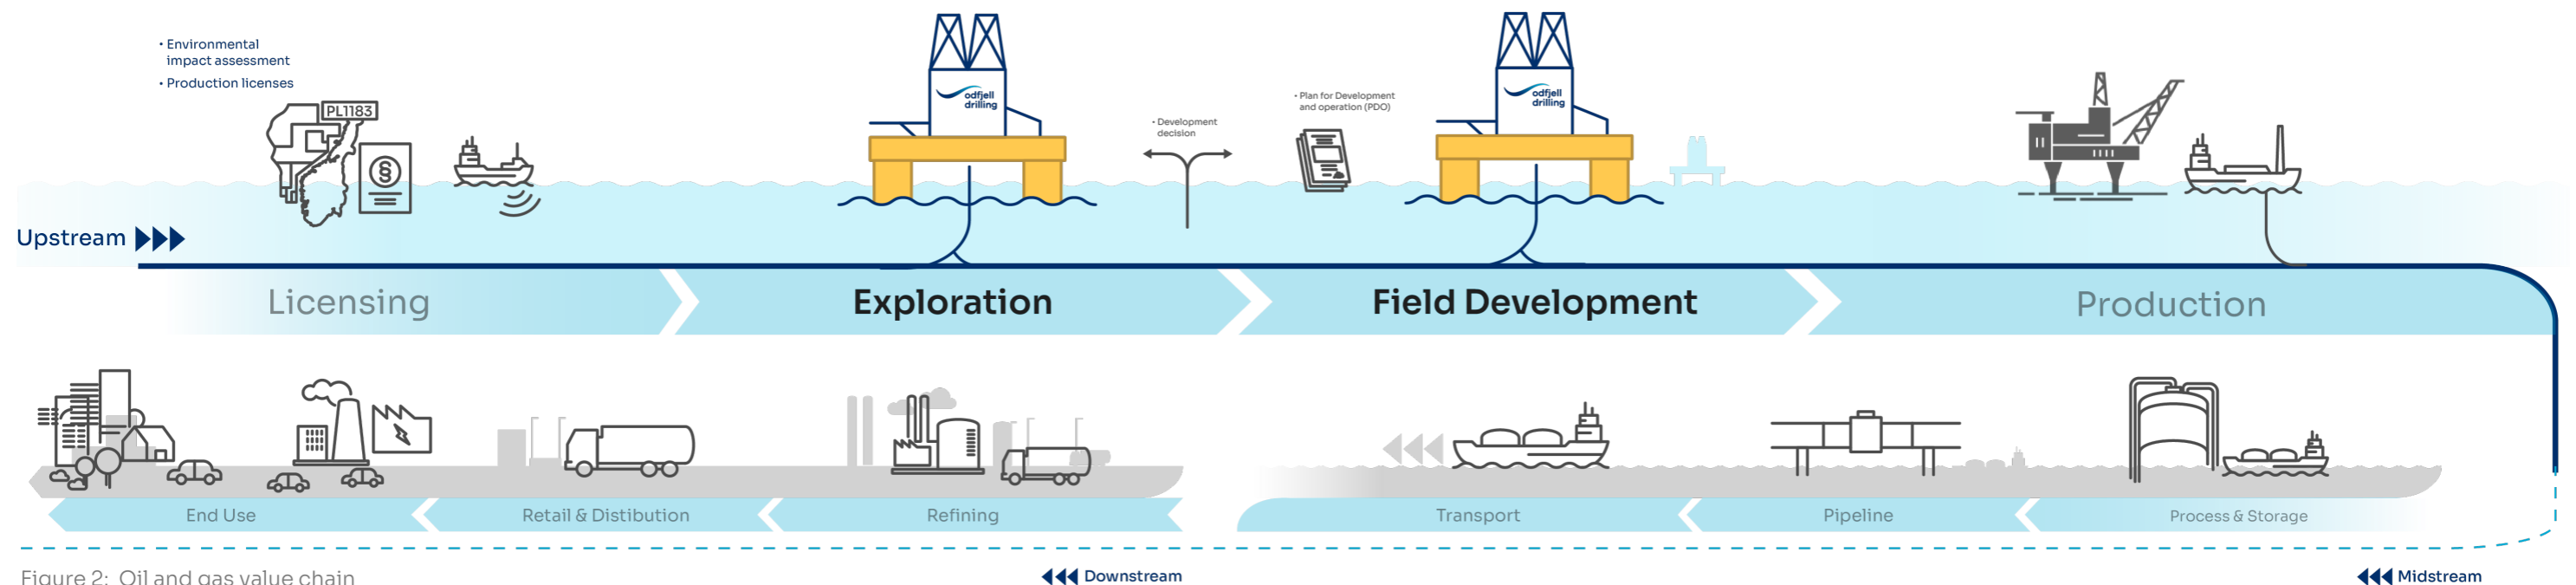 • Environmental
impact assessment
• Production licenses
PL1183
§
odfjell
drilling
• Development
decision
• Plan for Development
and operation (PDO)
odfjell
drilling
Upstream
Licensing
Exploration
Field Development
Production
End Use
Retail & Distibution
Refining
Transport
Pipeline
Process & Storage
Figure 2: Oil and gas value chain
Downstream
Midstream